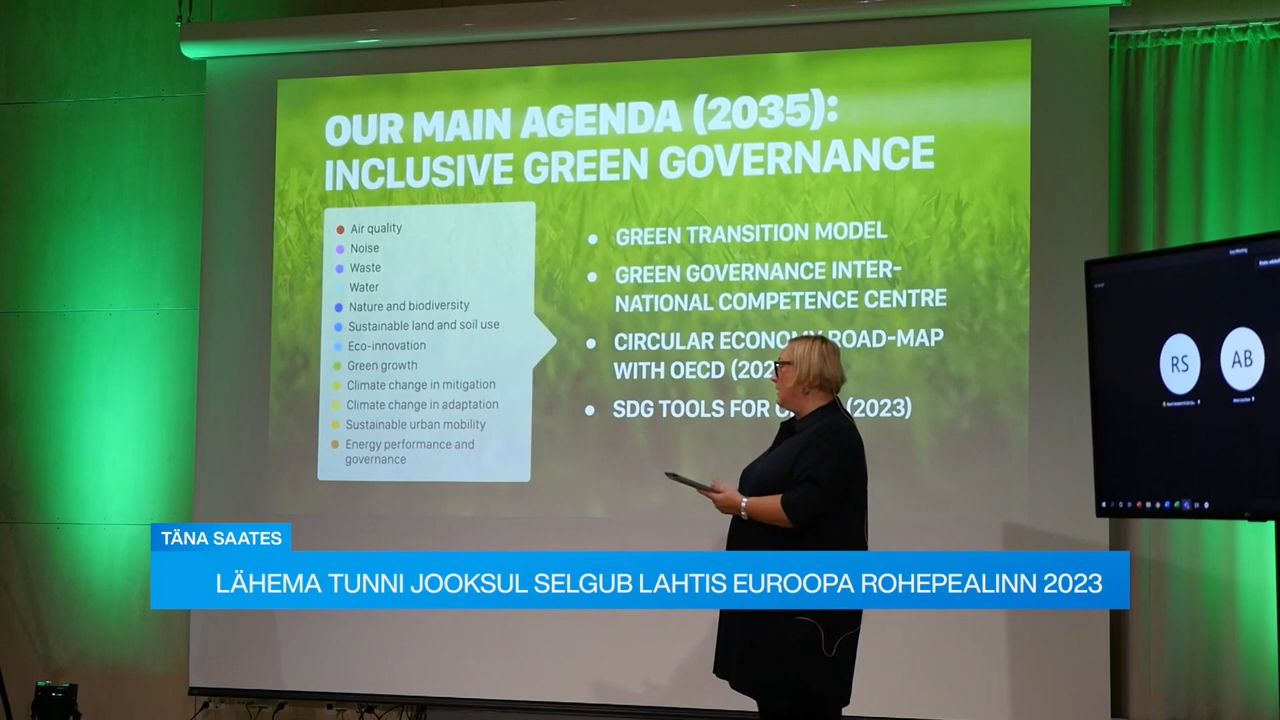 OUR MAIN AGENDA (2035):
INCLUSIVE GREEN GOVERNANCE
Air quality
Noise
Waste
Water
Nature and biodiversity
Sustainable land and soil use
Eco-innovation
Green growth
Climate change in mitigation
Climate change in adaptation
Sustainable urban mobility
Energy performance and
governance
• GREEN TRANSITION MODEL
• GREEN GOVERNANCE INTER-
NATIONAL COMPETENCE CENTRE
• CIRCULAR ECONOMY ROAD-MAP
WITH OECD (202
• SDG TOOLS FOR (2023)
RS
AB
TÄNA SAATES
LÄHEMA TUNNI JOOKSUL SELGUB LAHTIS EUROOPA ROHEPEALINN 2023